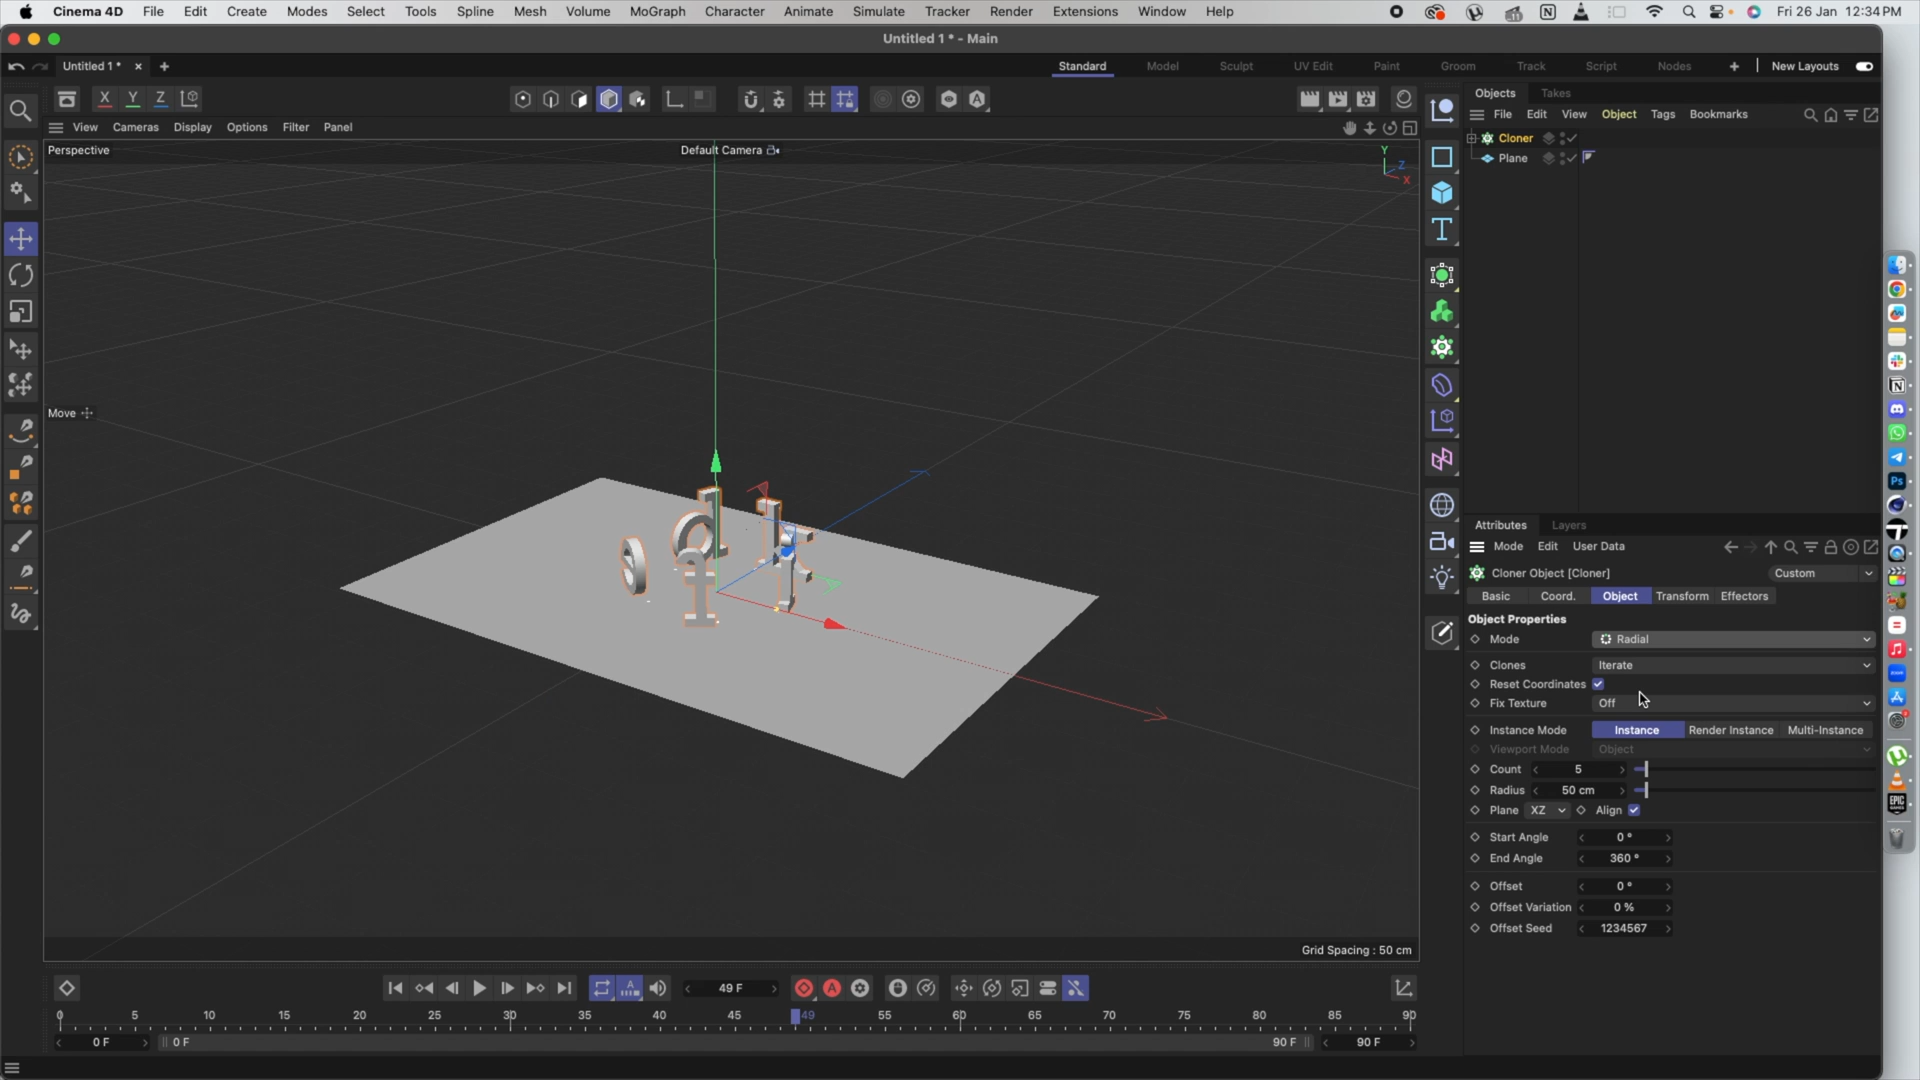 Cinema 4D File Edit Create Modes Select Tools Spline Mesh Volume MoGraph Character Animate Simulate Tracker Render Extensions Window Help Fri 26 Jan 12:34 PM
Untitled 1 * - Main
Untitled 1 * Standard Model Sculpt UV Edit Paint Groom Track Script Nodes New Layouts
X Y Z
Objects Takes
View Cameras Display Options Filter Panel
File Edit View Object Tags Bookmarks
Perspective Default Camera
Y Z X
Cloner
Plane
Move
Attributes Layers
Mode Edit User Data
Cloner Object [Cloner] Custom
Basic Coord. Object Transform Effectors
Object Properties
Mode Radial
Clones Iterate
Reset Coordinates
Fix Texture Off
Instance Mode Instance Render Instance Multi-Instance
Viewport Mode Object
Count 5
Radius 50 cm
Plane XZ Align
Start Angle 0 °
End Angle 360 °
Offset 0 °
Offset Variation 0 %
Offset Seed 1234567
Grid Spacing : 50 cm
49 F
0 5 10 15 20 25 30 35 40 45 49 55 60 65 70 75 80 85 90
0 F 0 F 90 F 90 F